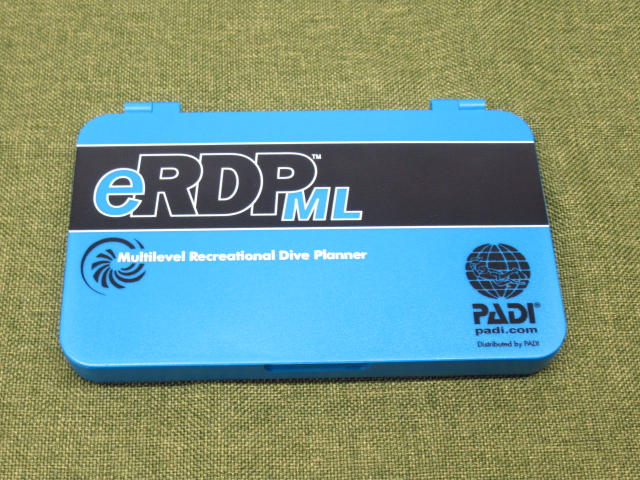 eRDP™ML
Multilevel Recreational Dive Planner
PADI®
padi.com
Distributed by PADI